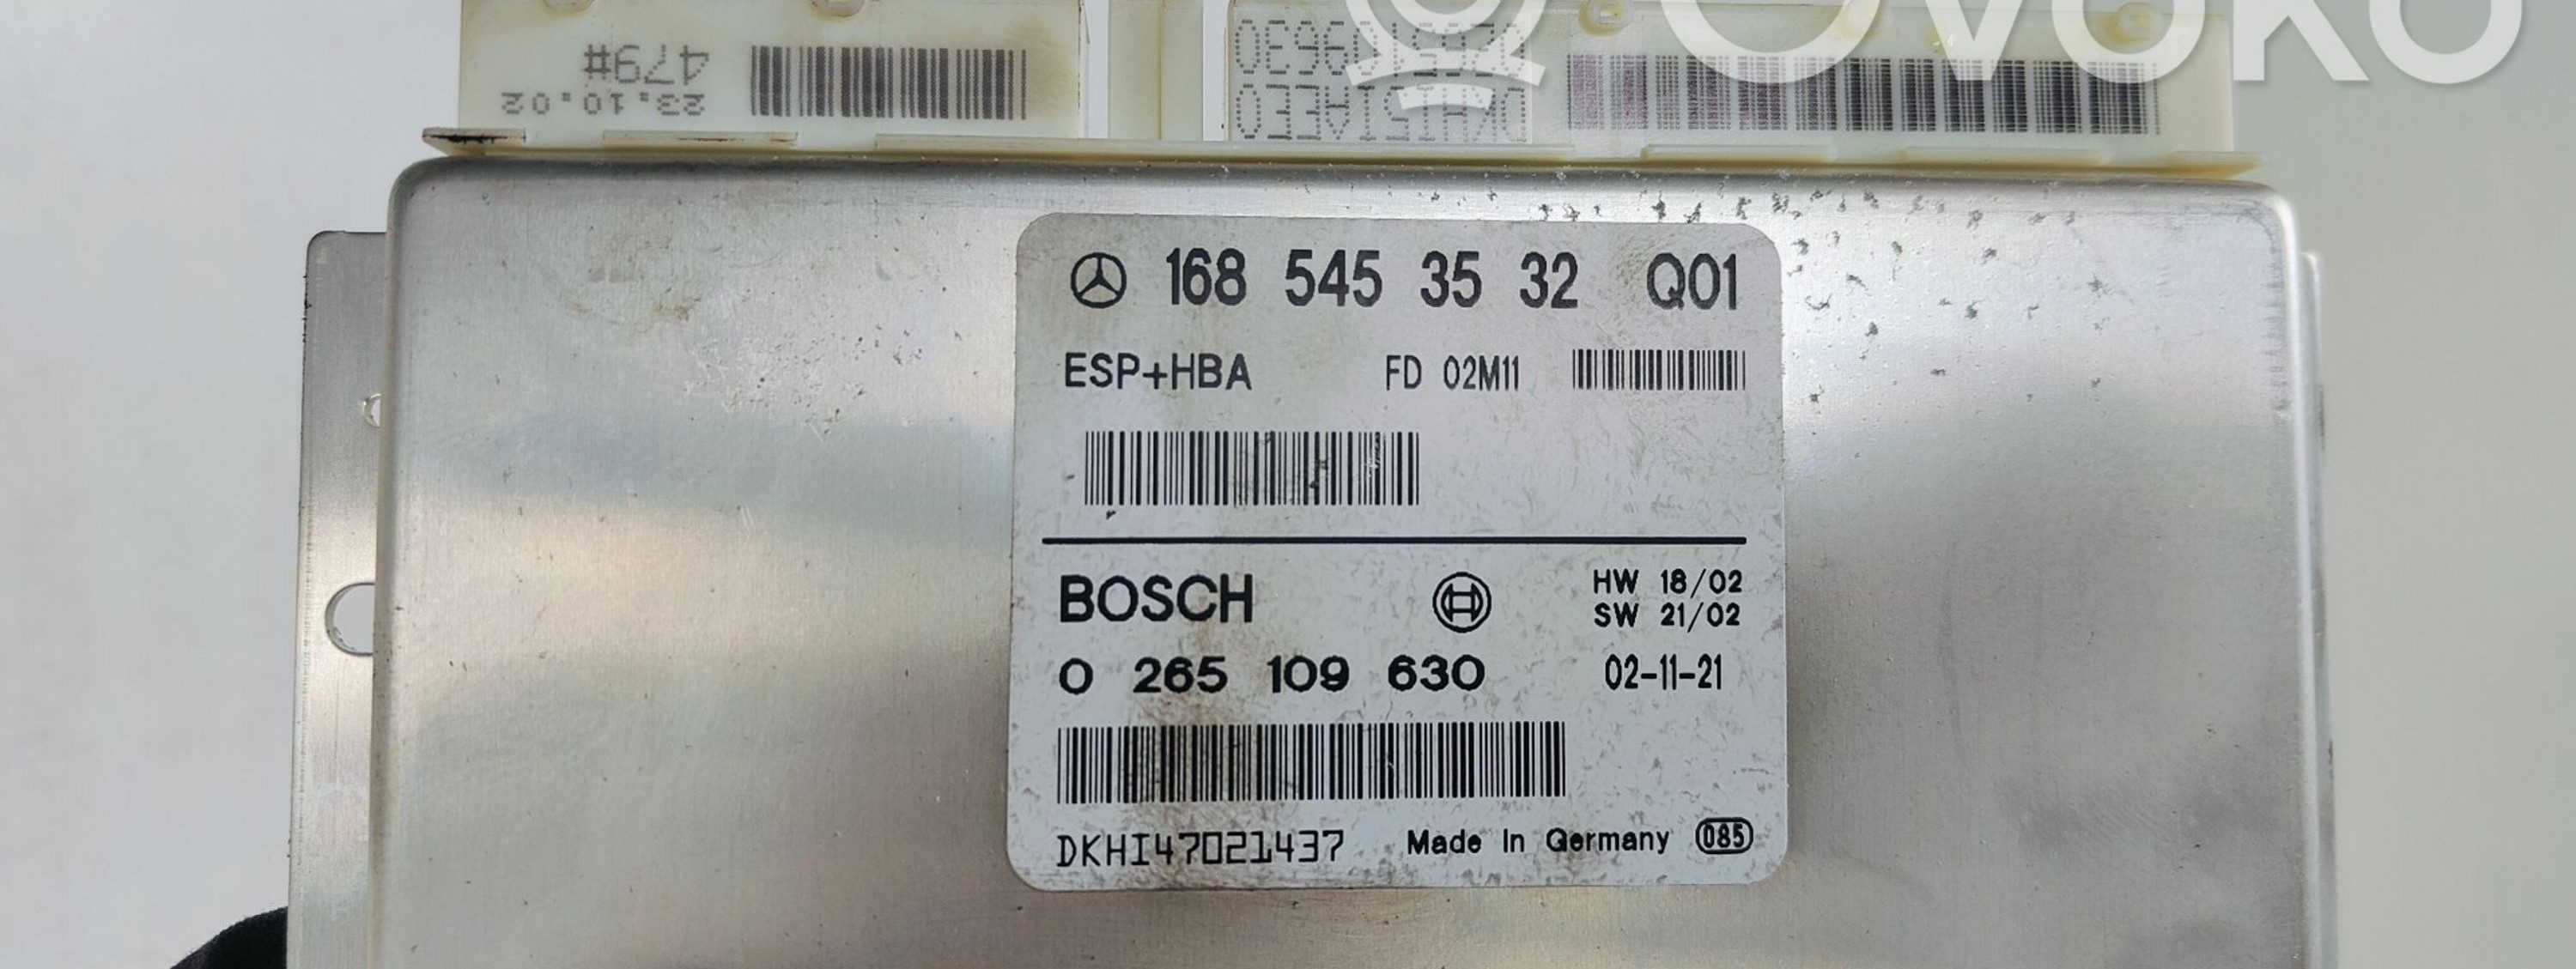 OVOKO
479#
23.10.02
168 545 35 32 Q01
ESP+HBA FD 02M11
BOSCH
HW 18/02
SW 21/02
0 265 109 630 02-11-21
DKHI47021437 Made In Germany 085